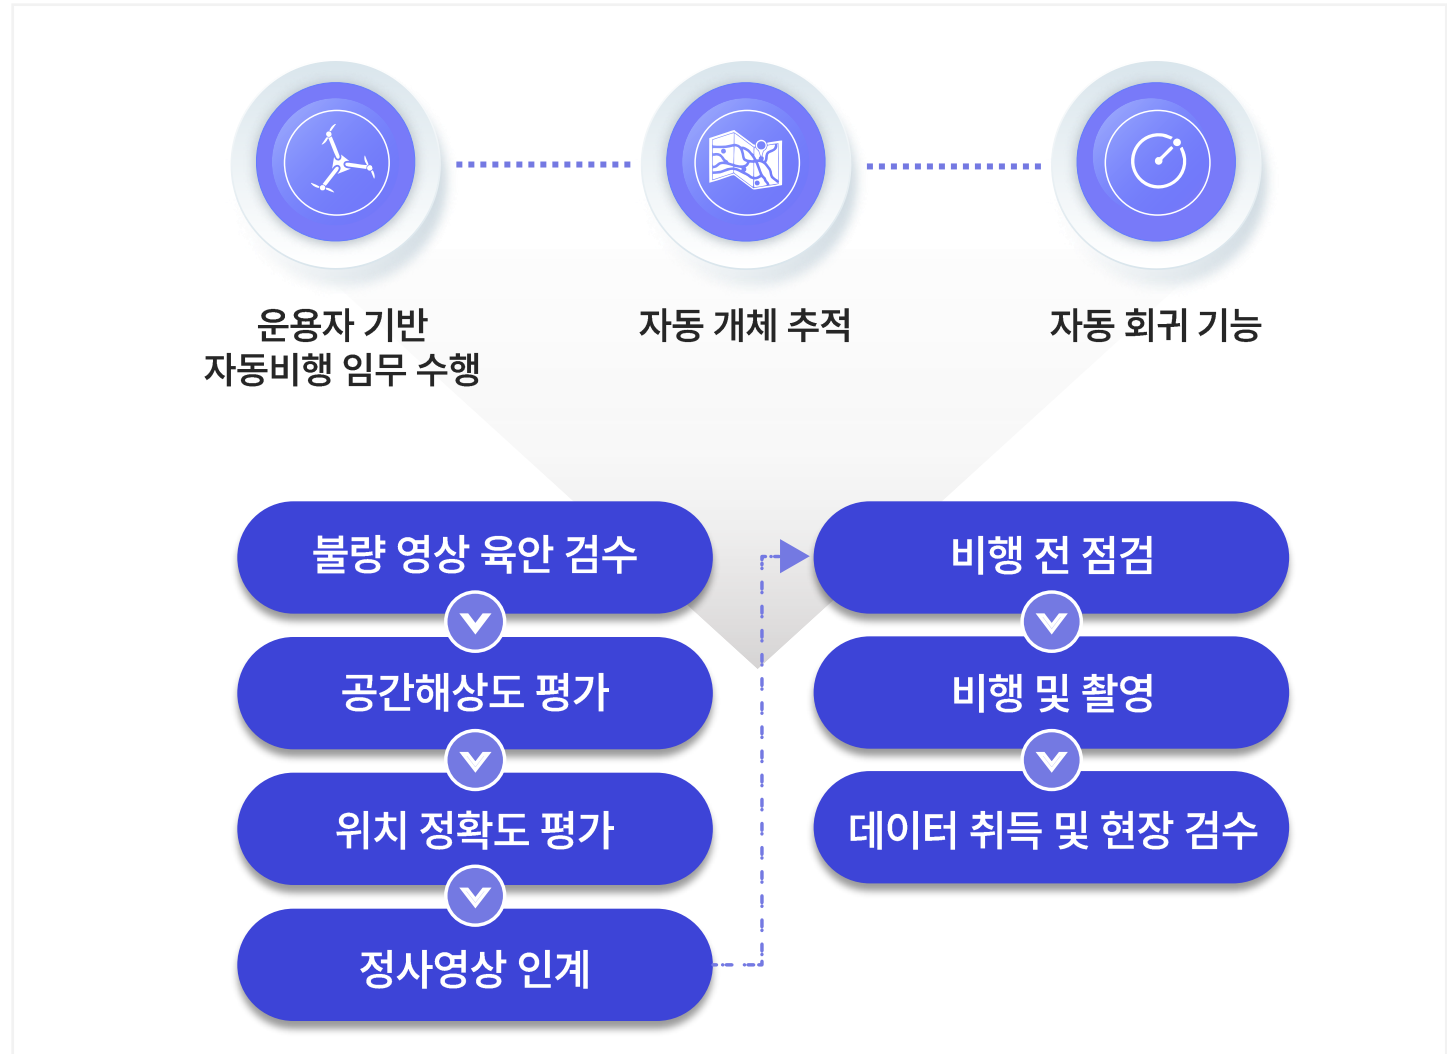 운용자 기반
자동비행 임무 수행
자동 개체 추적
자동 회귀 기능
불량 영상 육안 검수
공간해상도 평가
위치 정확도 평가
정사영상 인계
비행 전 점검
비행 및 촬영
데이터 취득 및 현장 검수